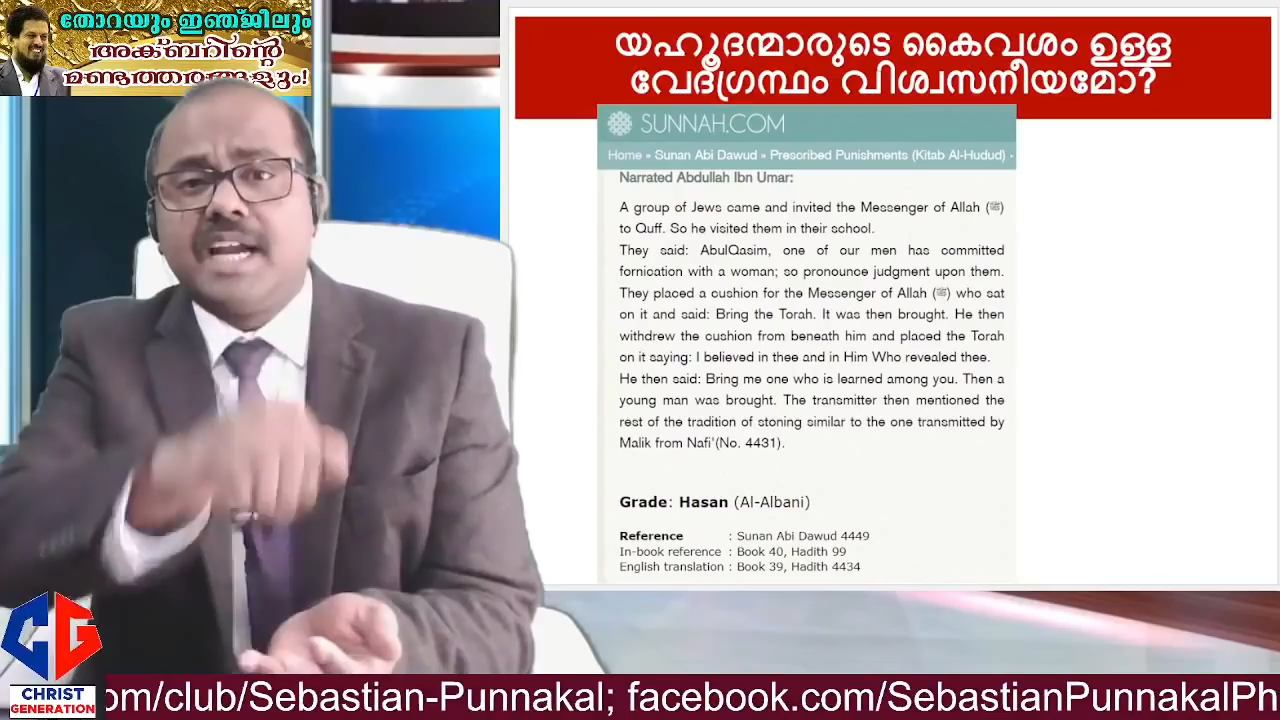 തോറയും ഇഞ്ജീലും
അക്ബറിന്റെ
മണ്ടത്തരങ്ങളും!
യഹൂദന്മാരുടെ കൈവശം ഉള്ള
വേദഗ്രന്ഥം വിശ്വസനീയമോ?
SUNNAH.COM
Home » Sunan Abi Dawud » Prescribed Punishments (Kitab Al-Hudud) -
Narrated Abdullah Ibn Umar:
A group of Jews came and invited the Messenger of Allah (ﷺ)
to Quff. So he visited them in their school.
They said: AbulQasim, one of our men has committed
fornication with a woman; so pronounce judgment upon them.
They placed a cushion for the Messenger of Allah (ﷺ) who sat
on it and said: Bring the Torah. It was then brought. He then
withdrew the cushion from beneath him and placed the Torah
on it saying: I believed in thee and in Him Who revealed thee.
He then said: Bring me one who is learned among you. Then a
young man was brought. The transmitter then mentioned the
rest of the tradition of stoning similar to the one transmitted by
Malik from Nafi'(No. 4431).
Grade: Hasan (Al-Albani)
Reference : Sunan Abi Dawud 4449
In-book reference : Book 40, Hadith 99
English translation : Book 39, Hadith 4434
CG
CHRIST
GENERATION
om/club/Sebastian-Punnakal; facebook.com/SebastianPunnakalPh